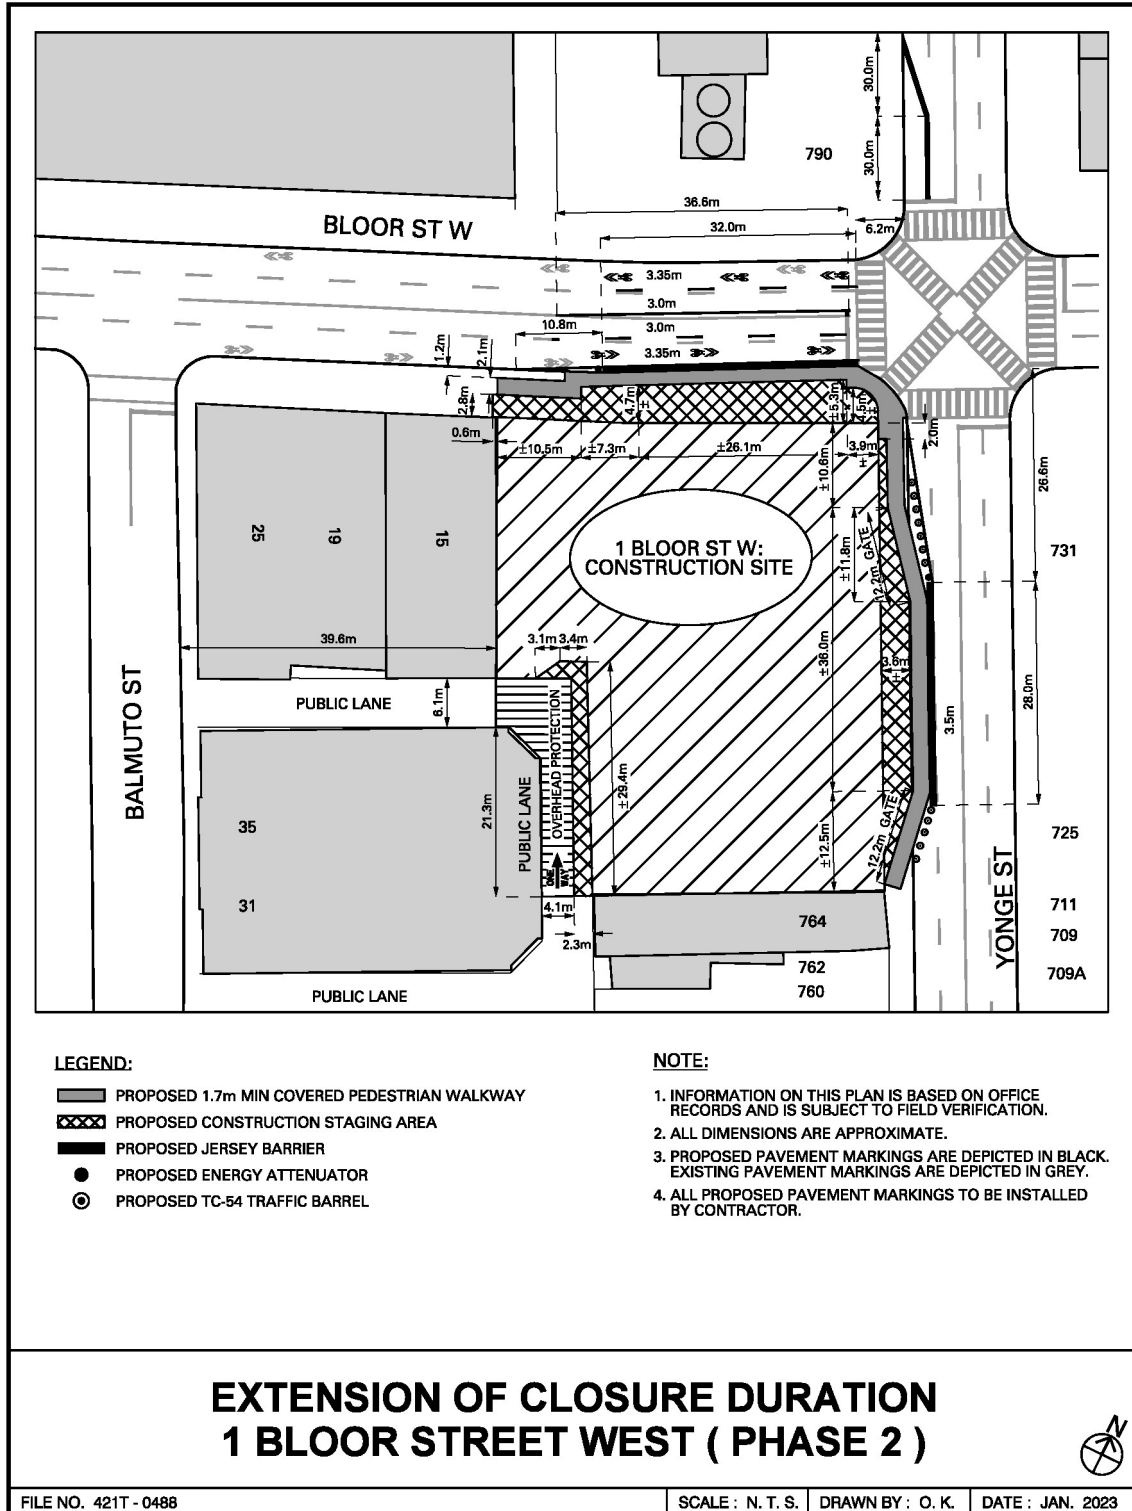 30.0m
30.0m
790
36.6m
32.0m
6.2m
BLOOR ST W
3.35m
3.0m
3.0m
3.35m
10.8m
1.2m
2.1m
2.8m
4.7m
±
±5.3m
4.5m
±
2.0m
0.6m
±10.5m
±7.3m
±26.1m
3.9m
±
±10.6m
26.6m
25
19
15
1 BLOOR ST W:
CONSTRUCTION SITE
±11.8m
12.2m GATE
731
39.6m
3.1m
3.4m
±36.0m
3.6m
±
PUBLIC LANE
6.1m
OVERHEAD PROTECTION
28.0m
3.5m
BALMUTO ST
21.3m
PUBLIC LANE
±29.4m
35
31
ONE
WAY
±12.5m
12.2m GATE
725
4.1m
2.3m
764
762
760
YONGE ST
711
709
709A
PUBLIC LANE
LEGEND:
PROPOSED 1.7m MIN COVERED PEDESTRIAN WALKWAY
PROPOSED CONSTRUCTION STAGING AREA
PROPOSED JERSEY BARRIER
PROPOSED ENERGY ATTENUATOR
PROPOSED TC-54 TRAFFIC BARREL
NOTE:
1. INFORMATION ON THIS PLAN IS BASED ON OFFICE
RECORDS AND IS SUBJECT TO FIELD VERIFICATION.
2. ALL DIMENSIONS ARE APPROXIMATE.
3. PROPOSED PAVEMENT MARKINGS ARE DEPICTED IN BLACK.
EXISTING PAVEMENT MARKINGS ARE DEPICTED IN GREY.
4. ALL PROPOSED PAVEMENT MARKINGS TO BE INSTALLED
BY CONTRACTOR.
EXTENSION OF CLOSURE DURATION
1 BLOOR STREET WEST ( PHASE 2 )
N
FILE NO. 421T - 0488
SCALE : N. T. S.
DRAWN BY : O. K.
DATE : JAN. 2023